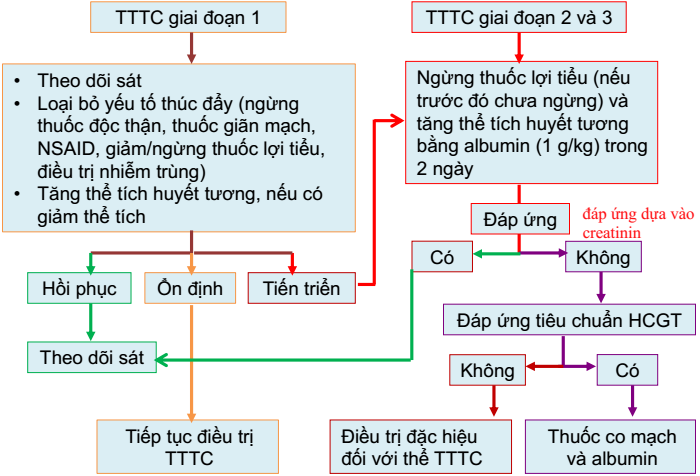 TTTC giai đoạn 1
TTTC giai đoạn 2 và 3
• Theo dõi sát
• Loại bỏ yếu tố thúc đẩy (ngừng
thuốc độc thận, thuốc giãn mạch,
NSAID, giảm/ngừng thuốc lợi tiểu,
điều trị nhiễm trùng)
• Tăng thể tích huyết tương, nếu có
giảm thể tích
Ngừng thuốc lợi tiểu (nếu
trước đó chưa ngừng) và
tăng thể tích huyết tương
bằng albumin (1 g/kg) trong
2 ngày
Đáp ứng
đáp ứng dựa vào
creatinin
Có
Không
Hồi phục
Ổn định
Tiến triển
Đáp ứng tiêu chuẩn HCGT
Theo dõi sát
Không
Có
Tiếp tục điều trị
TTTC
Điều trị đặc hiệu
đối với thể TTTC
Thuốc co mạch
và albumin